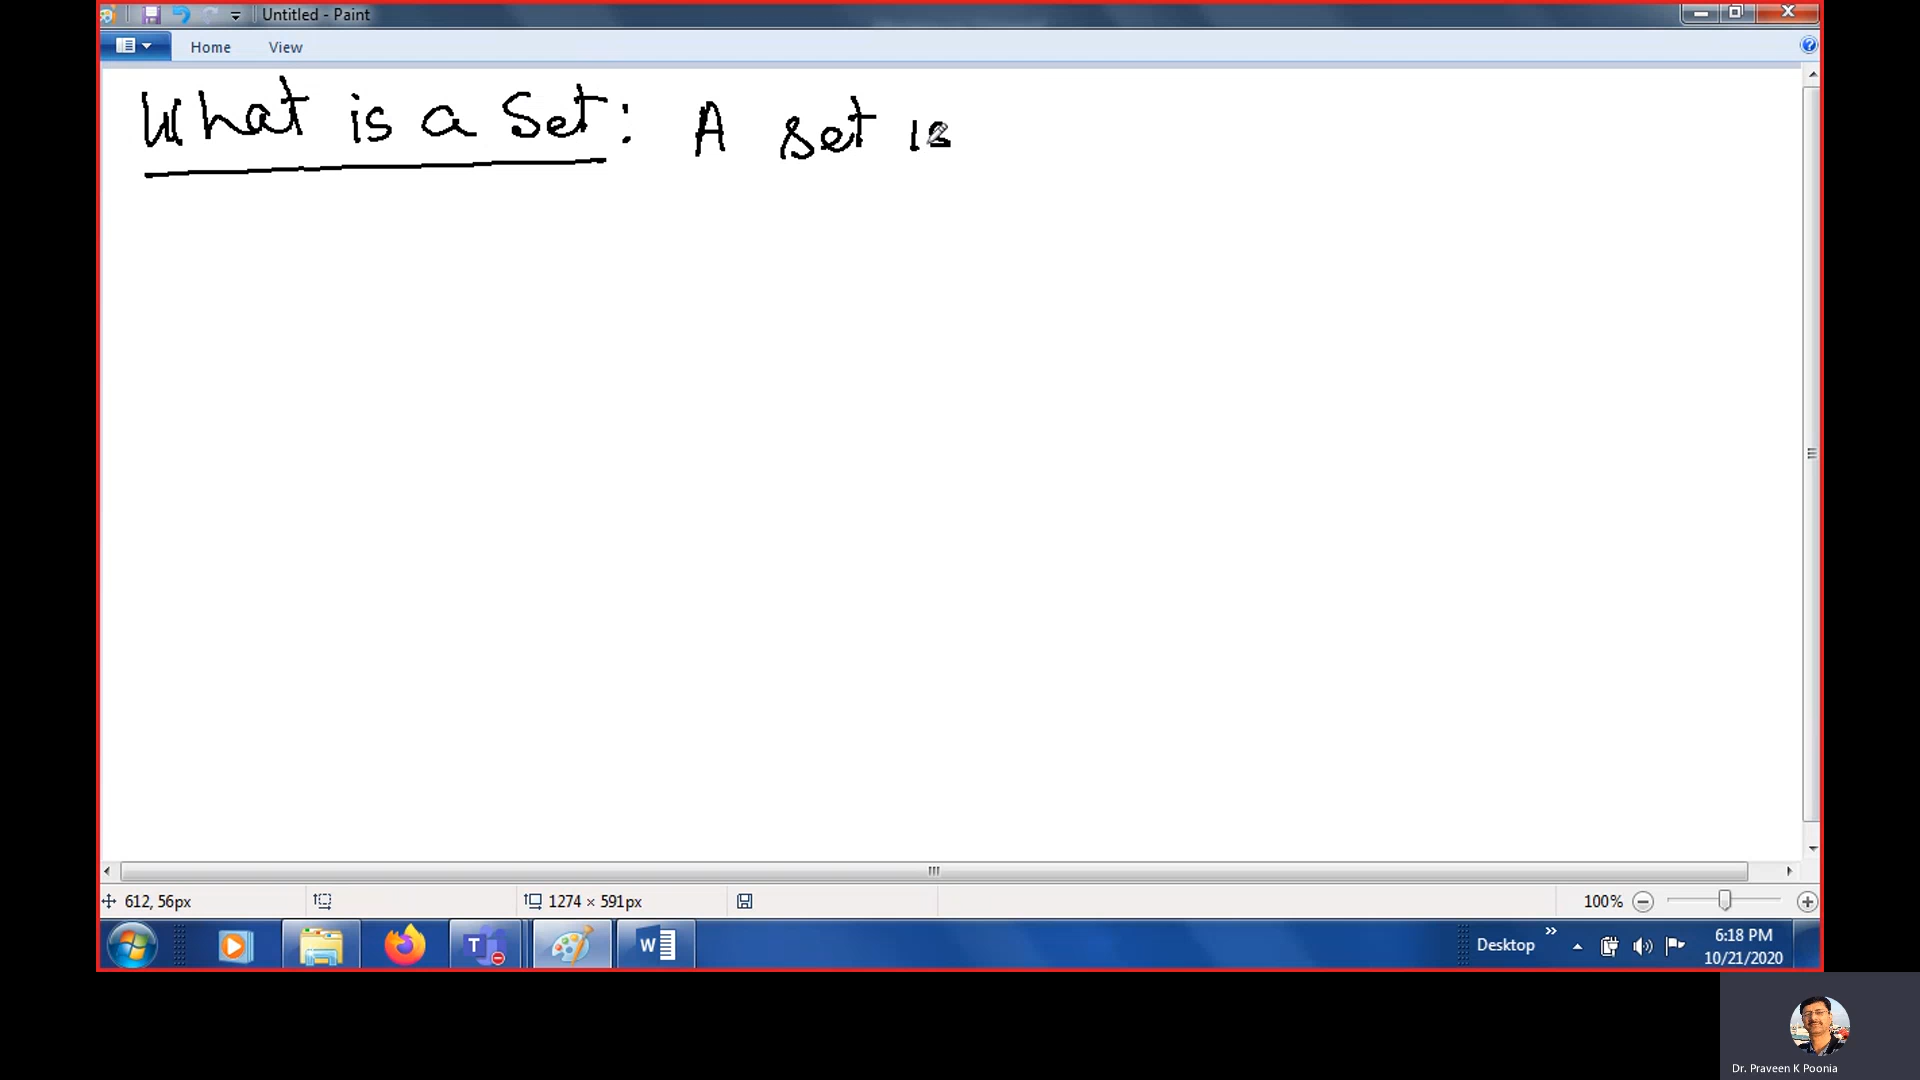 Untitled - Paint
Home View
What is a Set: A set is
612, 56px 1274 × 591px 100%
T W Desktop 6:18 PM
10/21/2020
Dr. Praveen K Poonia